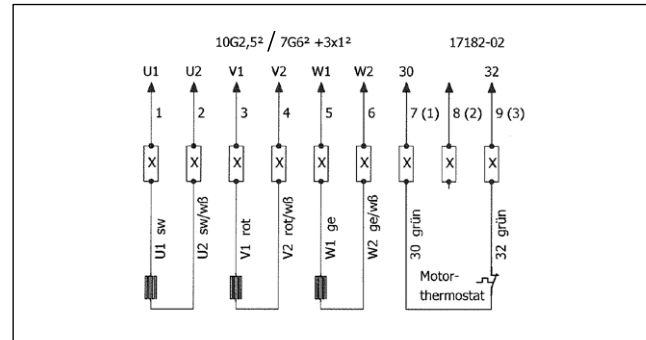 10G2,5² / 7G6² +3x1² 17182-02
U1 U2 V1 V2 W1 W2 30 32
1 2 3 4 5 6 7 (1) 8 (2) 9 (3)
X X X X X X X X X
U1 sw
U2 sw/wß
V1 rot
V2 rot/wß
W1 ge
W2 ge/wß
30 grün
32 grün
Motor-
thermostat